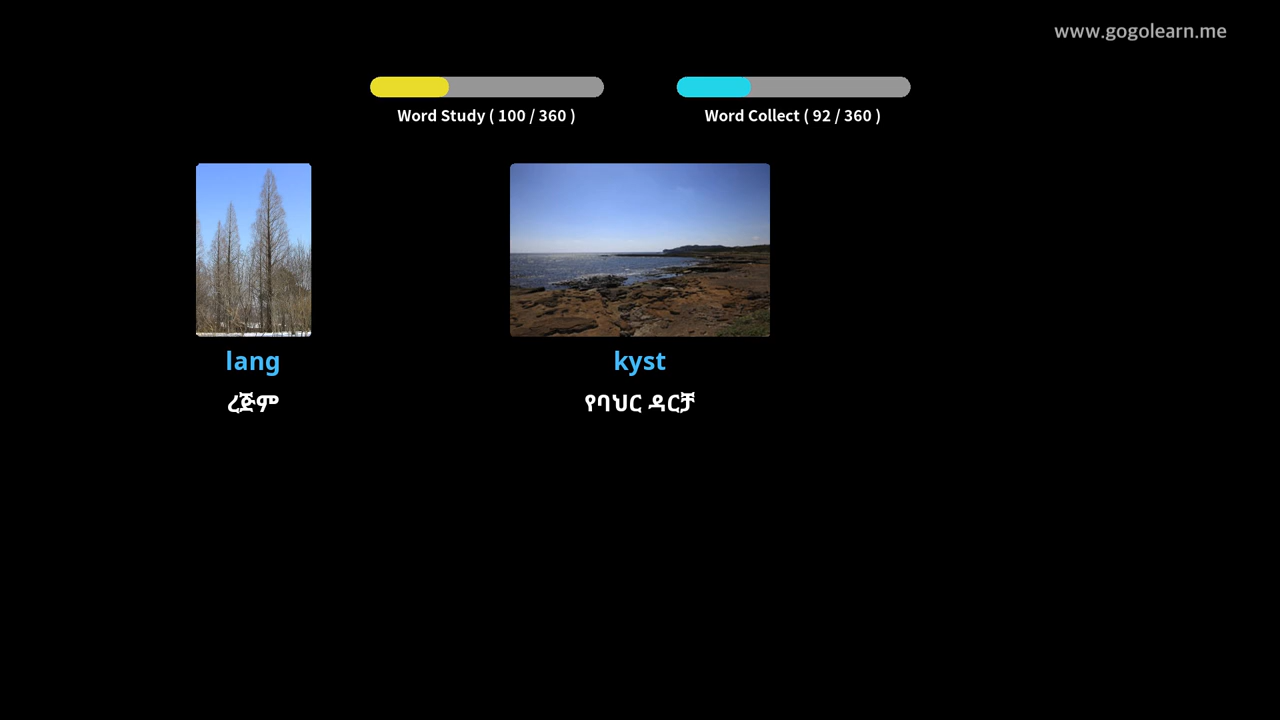 www.gogolearn.me
Word Study ( 100 / 360 )
Word Collect ( 92 / 360 )
lang
ረጅም
kyst
የባህር ዳርቻ